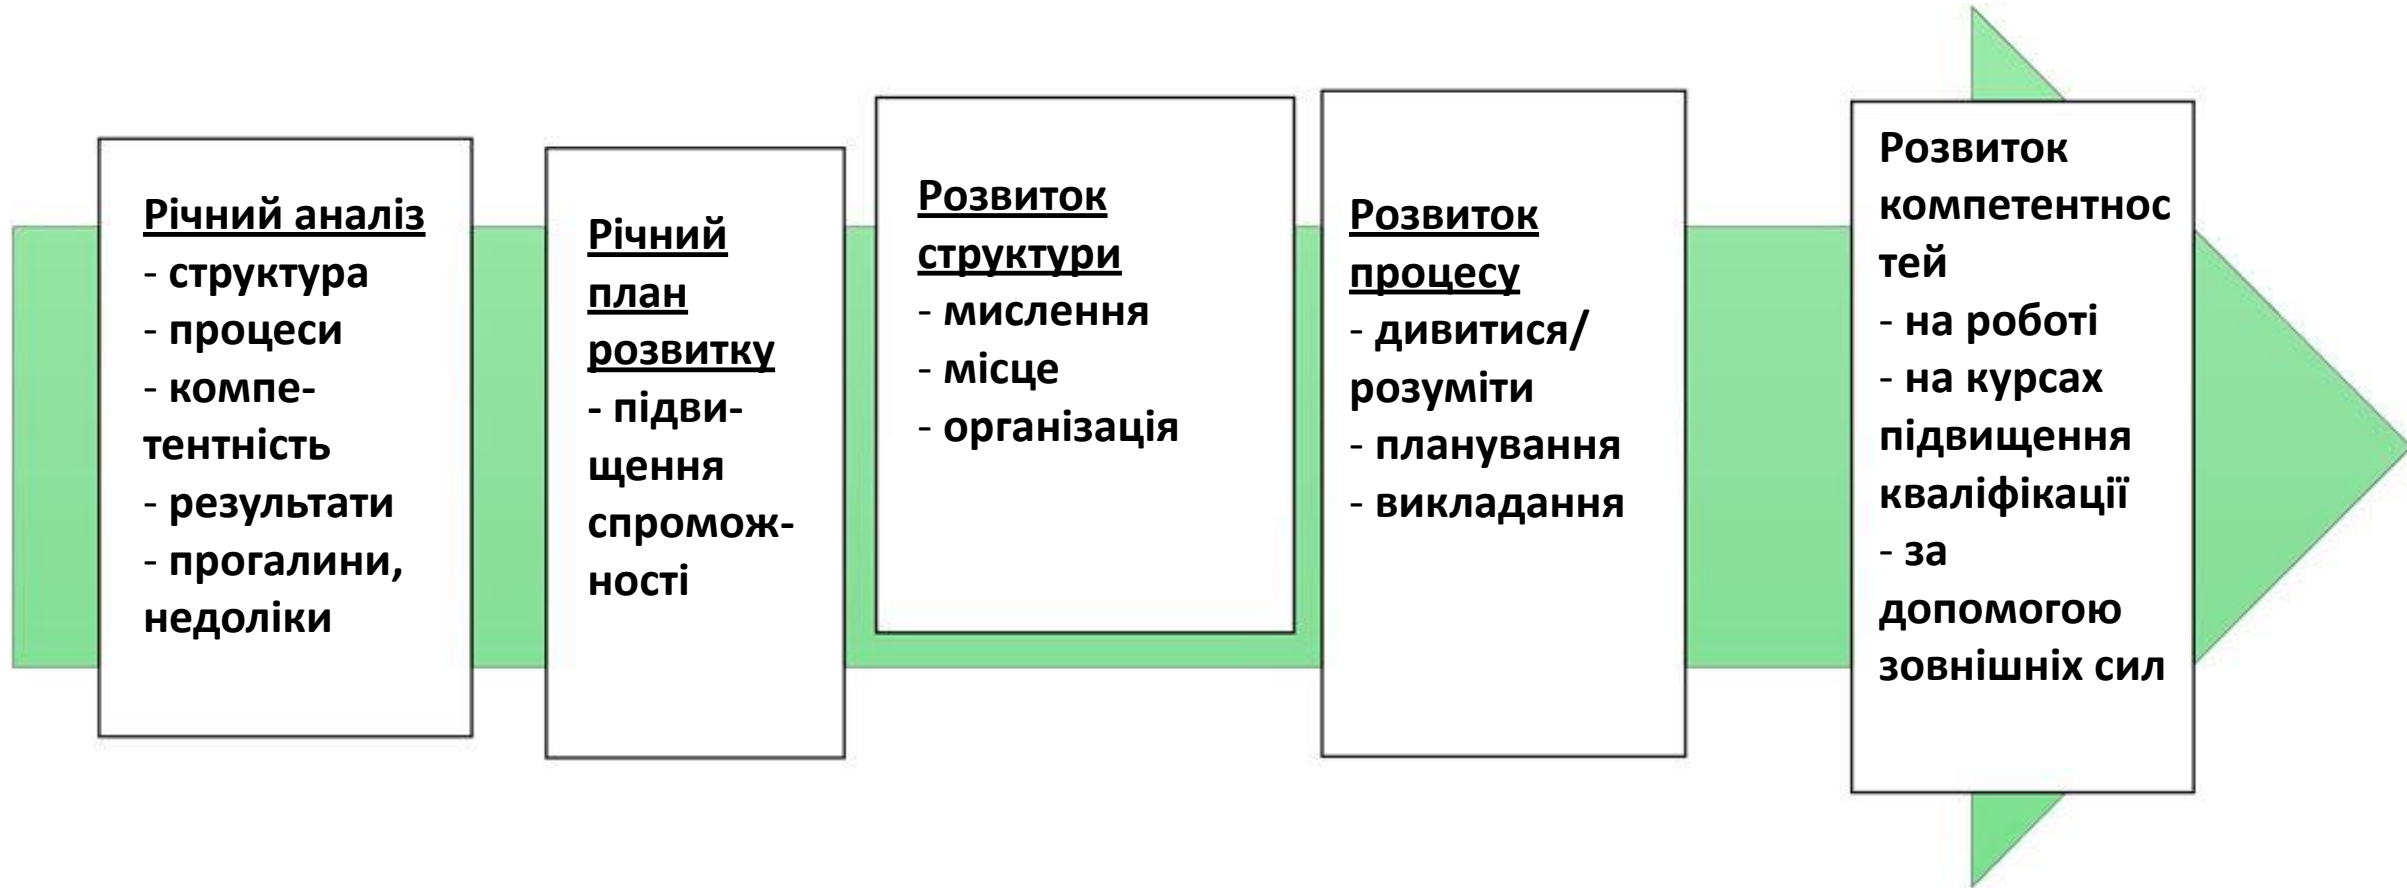 Річний аналіз
- структура
- процеси
- компе-
тентність
- результати
- прогалини,
недоліки
Річний
план
розвитку
- підви-
щення
спромож-
ності
Розвиток
структури
- мислення
- місце
- організація
Розвиток
процесу
- дивитися/
розуміти
- планування
- викладання
Розвиток
компетентнос
тей
- на роботі
- на курсах
підвищення
кваліфікації
- за
допомогою
зовнішніх сил